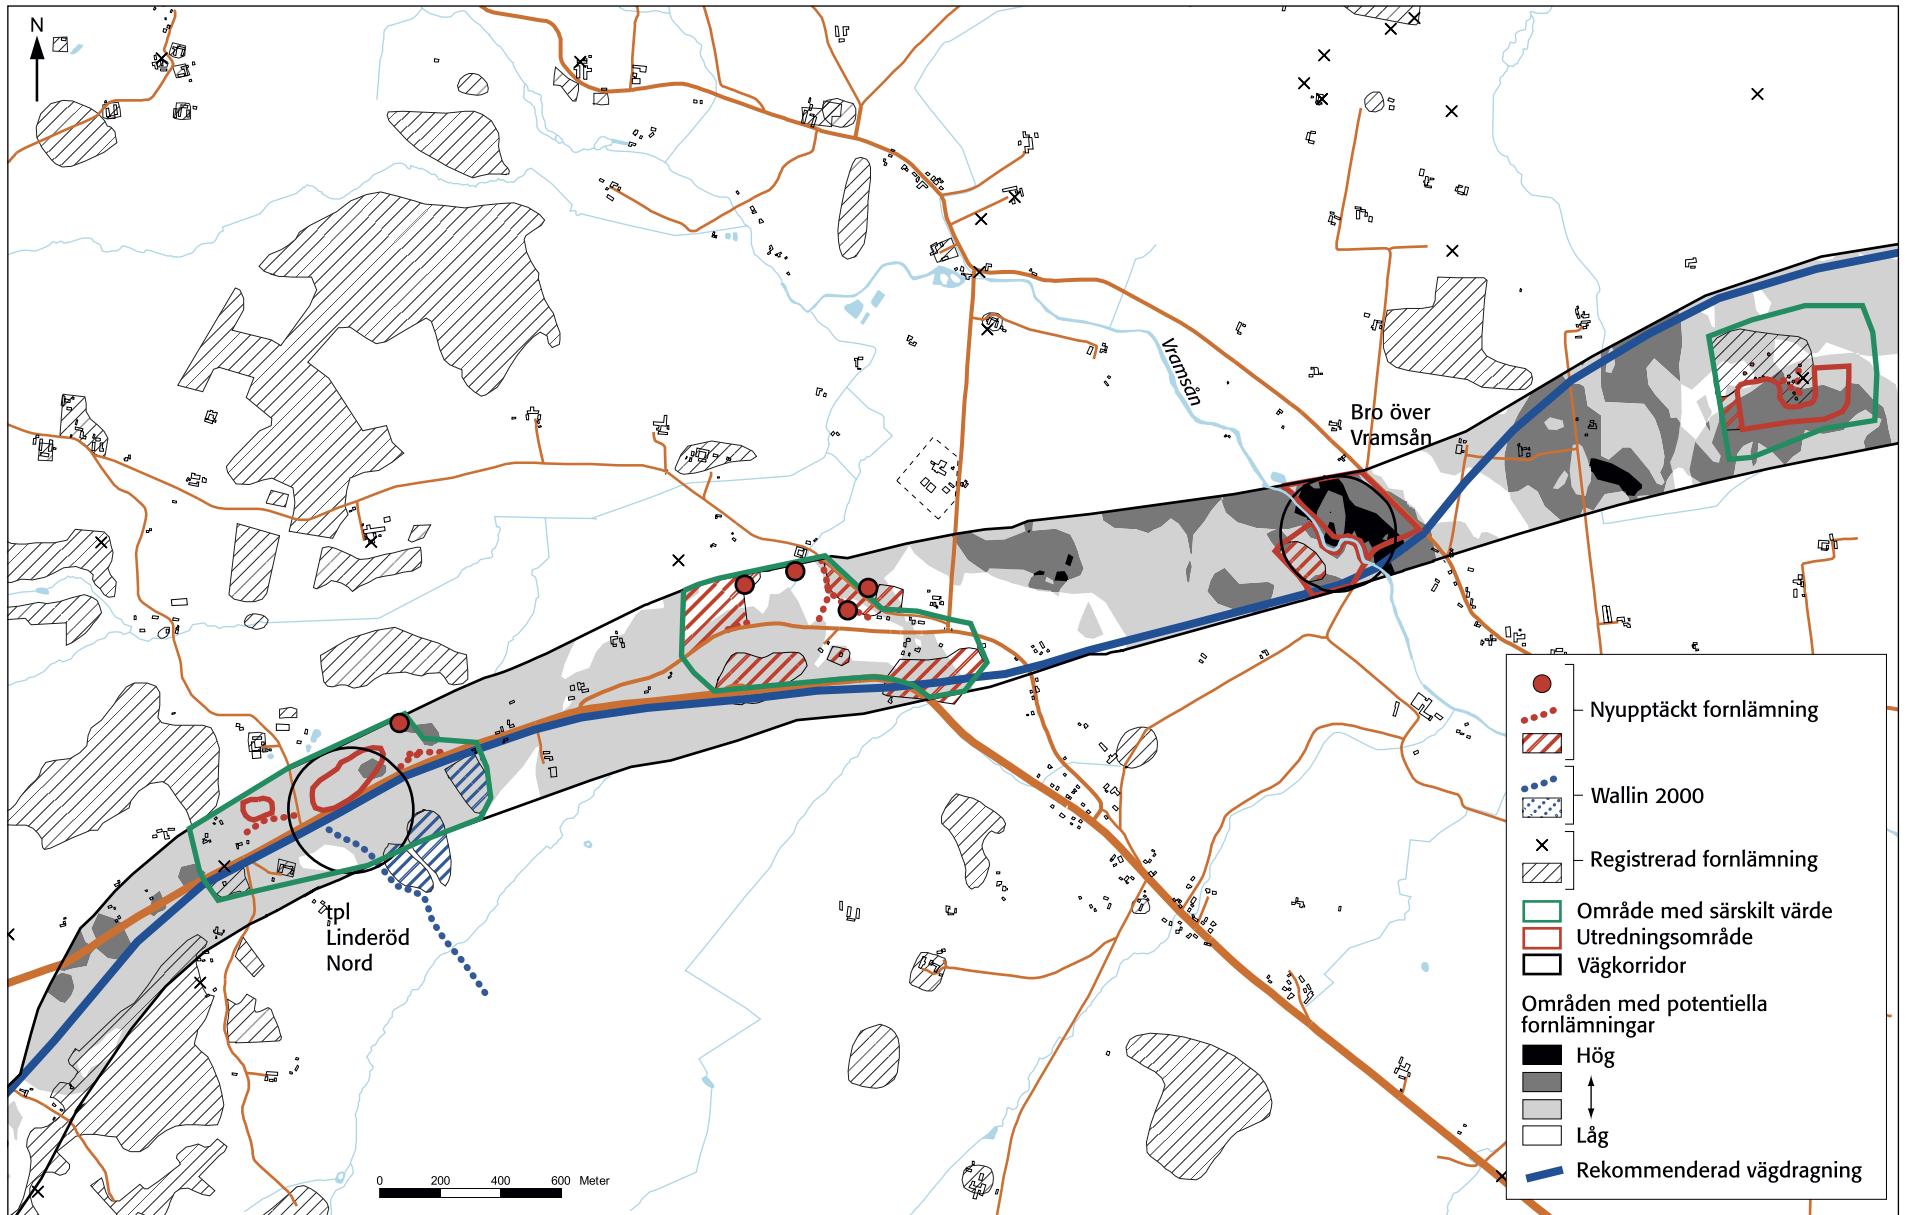 N
Vramsån
Bro över
Vramsån
tpl
Linderöd
Nord
0 200 400 600 Meter
Nyupptäckt fornlämning
Wallin 2000
Registrerad fornlämning
Område med särskilt värde
Utredningsområde
Vägkorridor
Områden med potentiella
fornlämningar
Hög
Låg
Rekommenderad vägdragning